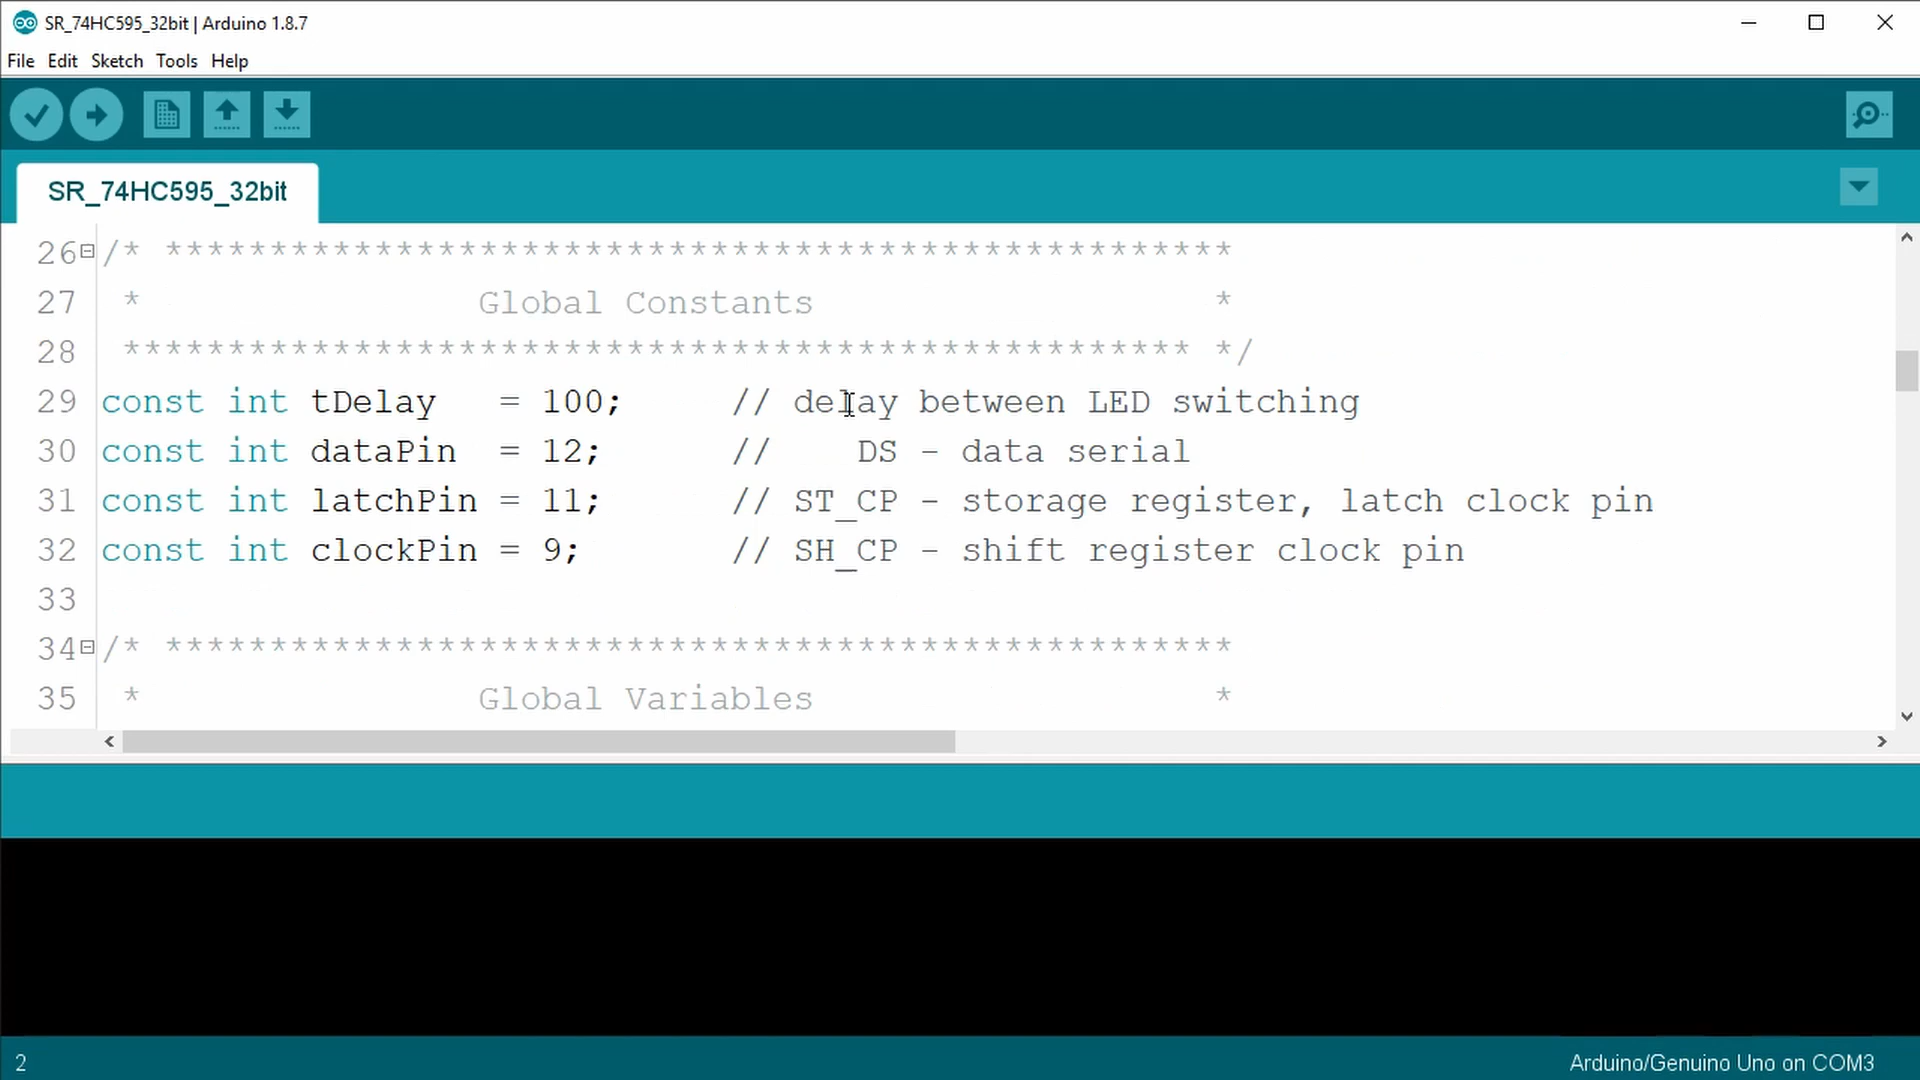 SR_74HC595_32bit | Arduino 1.8.7
File Edit Sketch Tools Help
SR_74HC595_32bit
26 /* ***************************************************
27 * Global Constants *
28 *************************************************** */
29 const int tDelay = 100; // delay between LED switching
30 const int dataPin = 12; // DS - data serial
31 const int latchPin = 11; // ST_CP - storage register, latch clock pin
32 const int clockPin = 9; // SH_CP - shift register clock pin
33
34 /* ***************************************************
35 * Global Variables *
2 Arduino/Genuino Uno on COM3